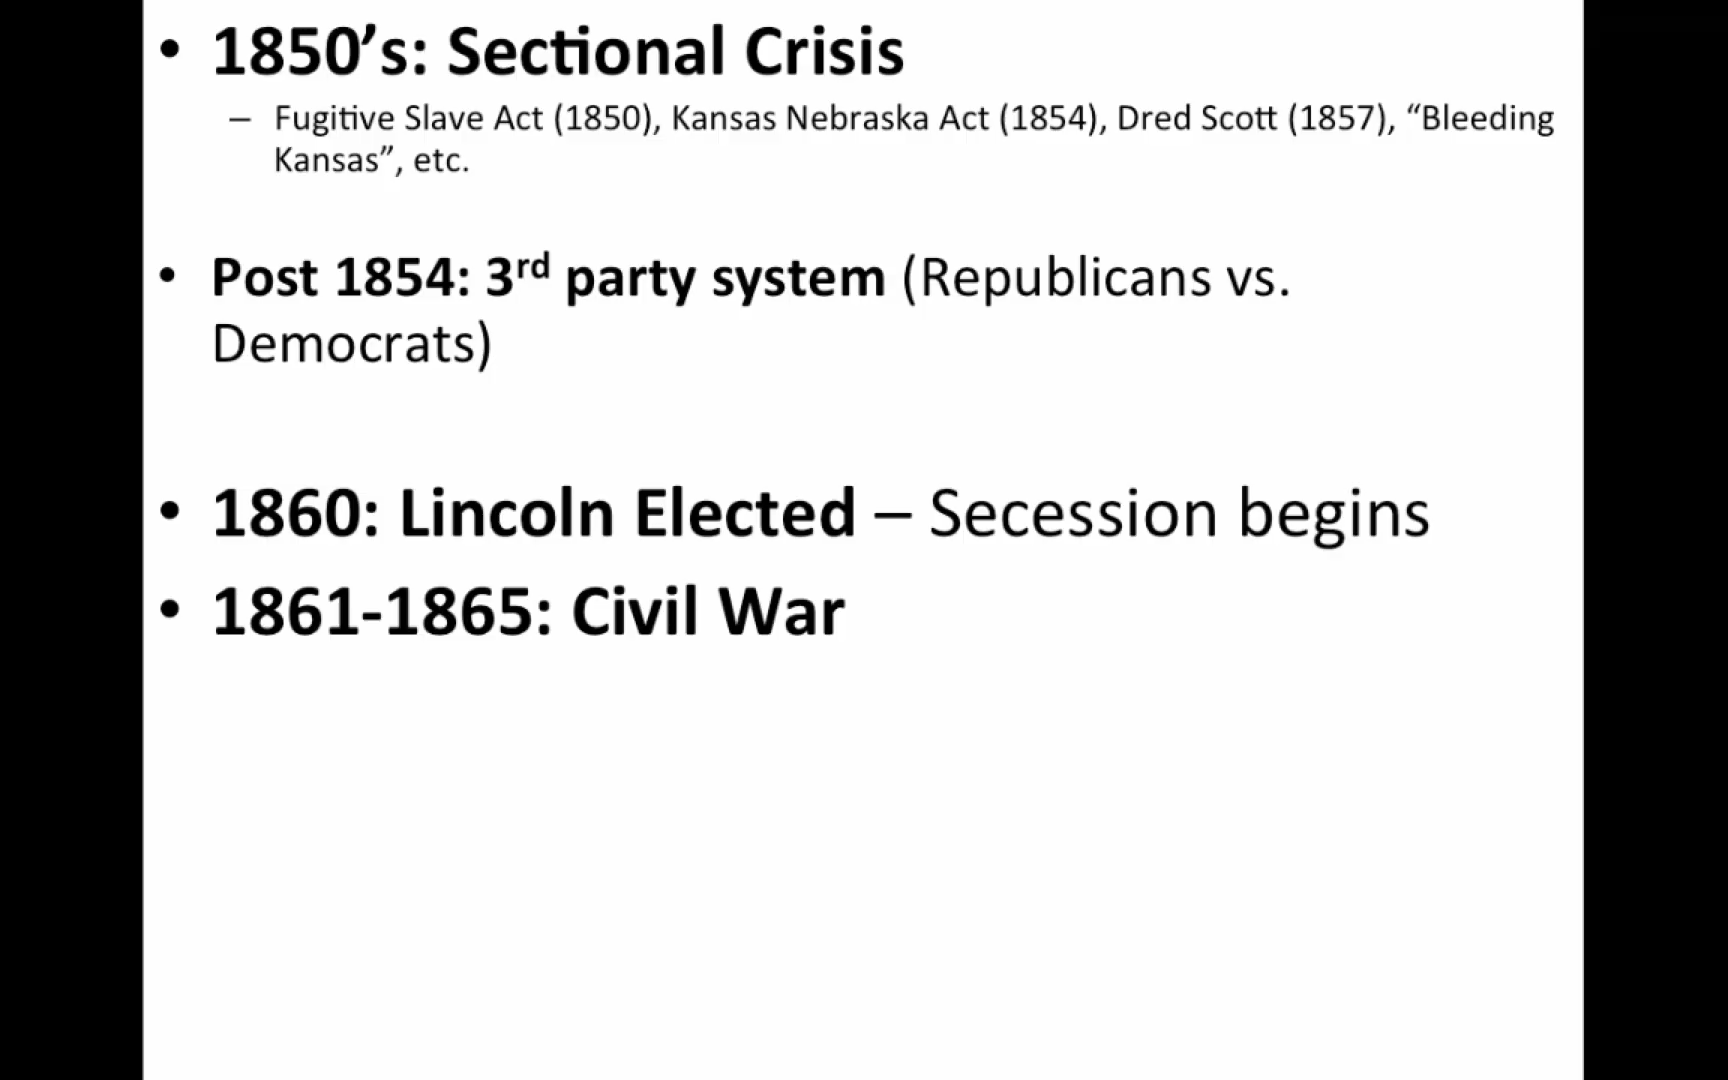 • 1850’s: Sectional Crisis
– Fugitive Slave Act (1850), Kansas Nebraska Act (1854), Dred Scott (1857), “Bleeding
Kansas”, etc.
• Post 1854: 3rd party system (Republicans vs.
Democrats)
• 1860: Lincoln Elected – Secession begins
• 1861-1865: Civil War